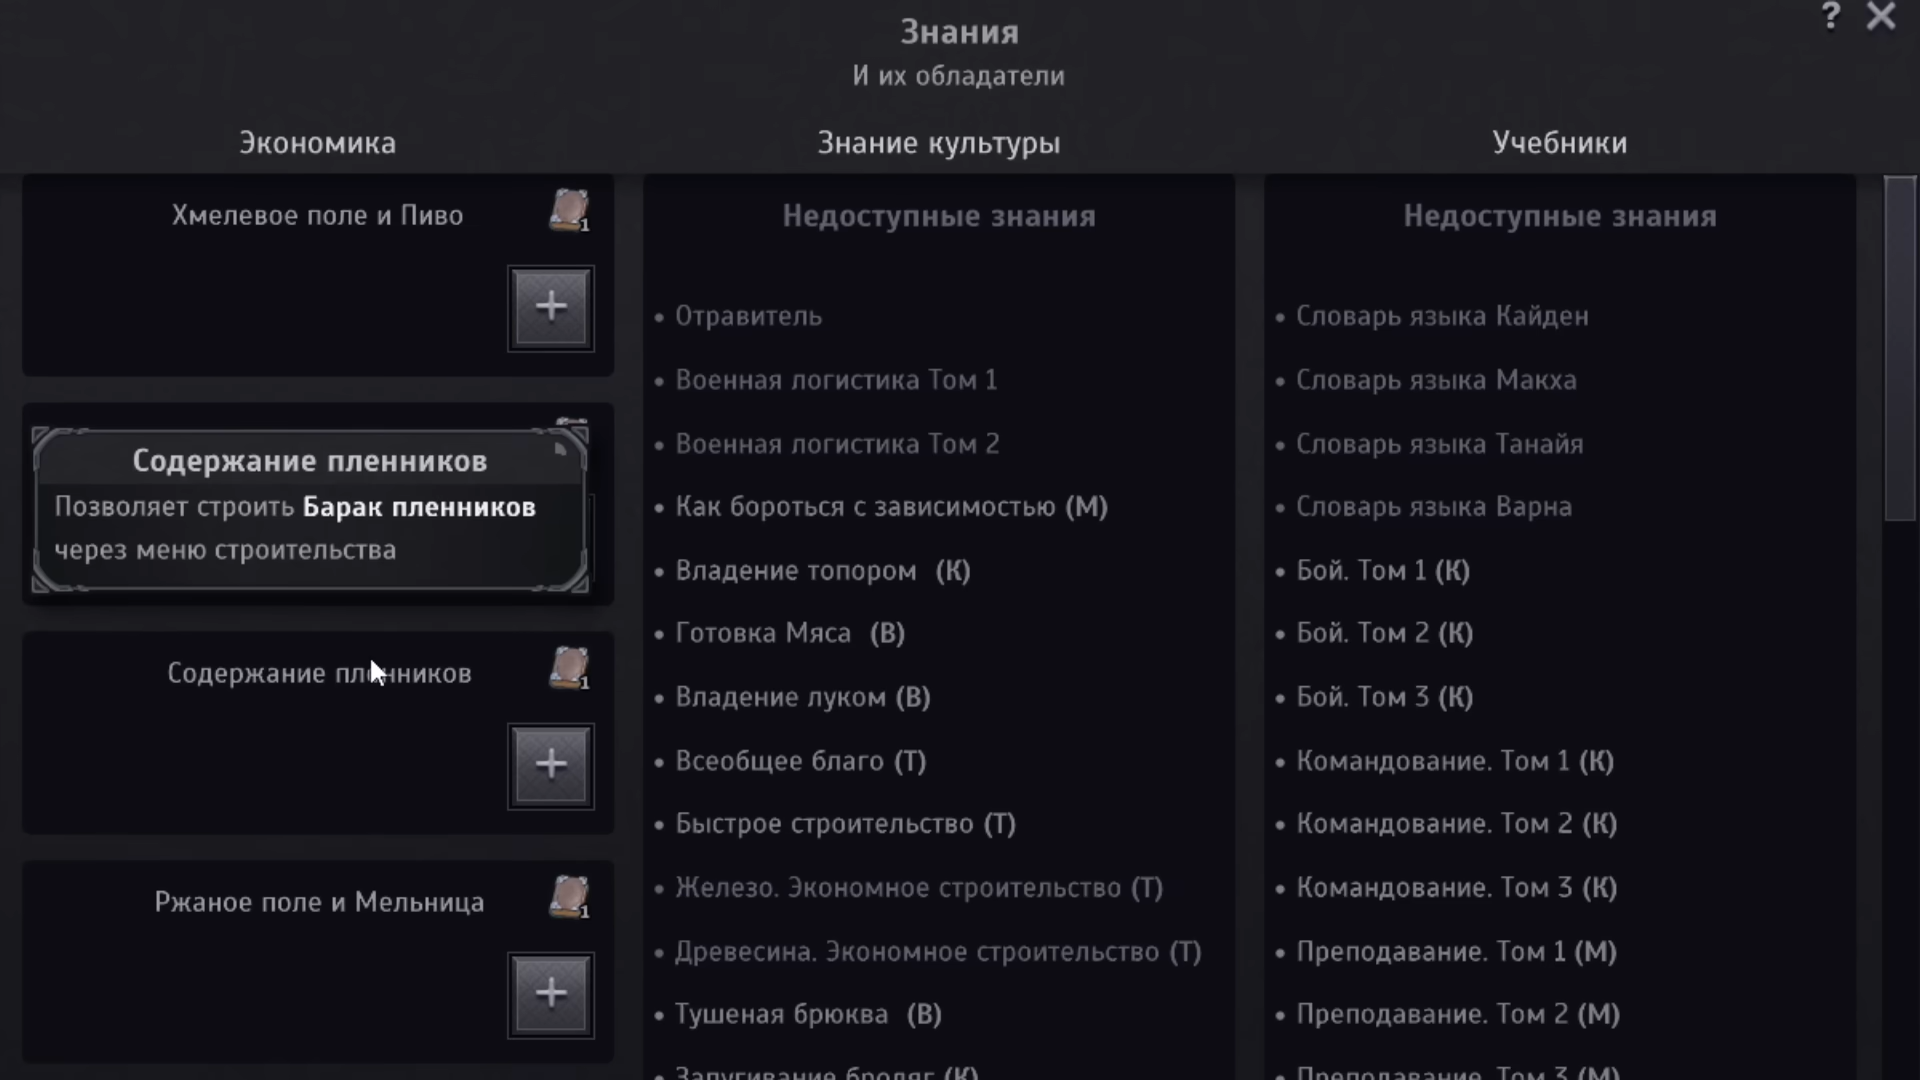 Знания
И их обладатели
?
Экономика
Знание культуры
Учебники
Хмелевое поле и Пиво
1
Содержание пленников
Позволяет строить Барак пленников
через меню строительства
Содержание пленников
1
Ржаное поле и Мельница
1
Недоступные знания
• Отравитель
• Военная логистика Том 1
• Военная логистика Том 2
• Как бороться с зависимостью (М)
• Владение топором (К)
• Готовка Мяса (В)
• Владение луком (В)
• Всеобщее благо (Т)
• Быстрое строительство (Т)
• Железо. Экономное строительство (Т)
• Древесина. Экономное строительство (Т)
• Тушеная брюква (В)
• Запугивание бродяг (К)
Недоступные знания
• Словарь языка Кайден
• Словарь языка Макха
• Словарь языка Танайя
• Словарь языка Варна
• Бой. Том 1 (К)
• Бой. Том 2 (К)
• Бой. Том 3 (К)
• Командование. Том 1 (К)
• Командование. Том 2 (К)
• Командование. Том 3 (К)
• Преподавание. Том 1 (М)
• Преподавание. Том 2 (М)
• Преподавание. Том 3 (М)